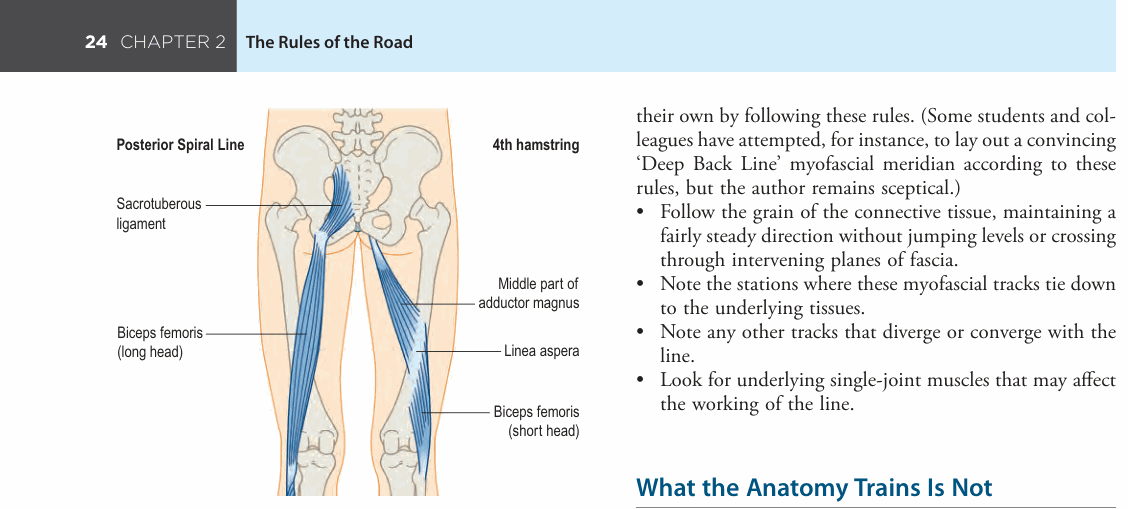 24 CHAPTER 2 The Rules of the Road
Posterior Spiral Line
4th hamstring
Sacrotuberous
ligament
Middle part of
adductor magnus
Biceps femoris
(long head)
Linea aspera
Biceps femoris
(short head)
their own by following these rules. (Some students and col-
leagues have attempted, for instance, to lay out a convincing
‘Deep Back Line’ myofascial meridian according to these
rules, but the author remains sceptical.)
• Follow the grain of the connective tissue, maintaining a
fairly steady direction without jumping levels or crossing
through intervening planes of fascia.
• Note the stations where these myofascial tracks tie down
to the underlying tissues.
• Note any other tracks that diverge or converge with the
line.
• Look for underlying single-joint muscles that may affect
the working of the line.
What the Anatomy Trains Is Not